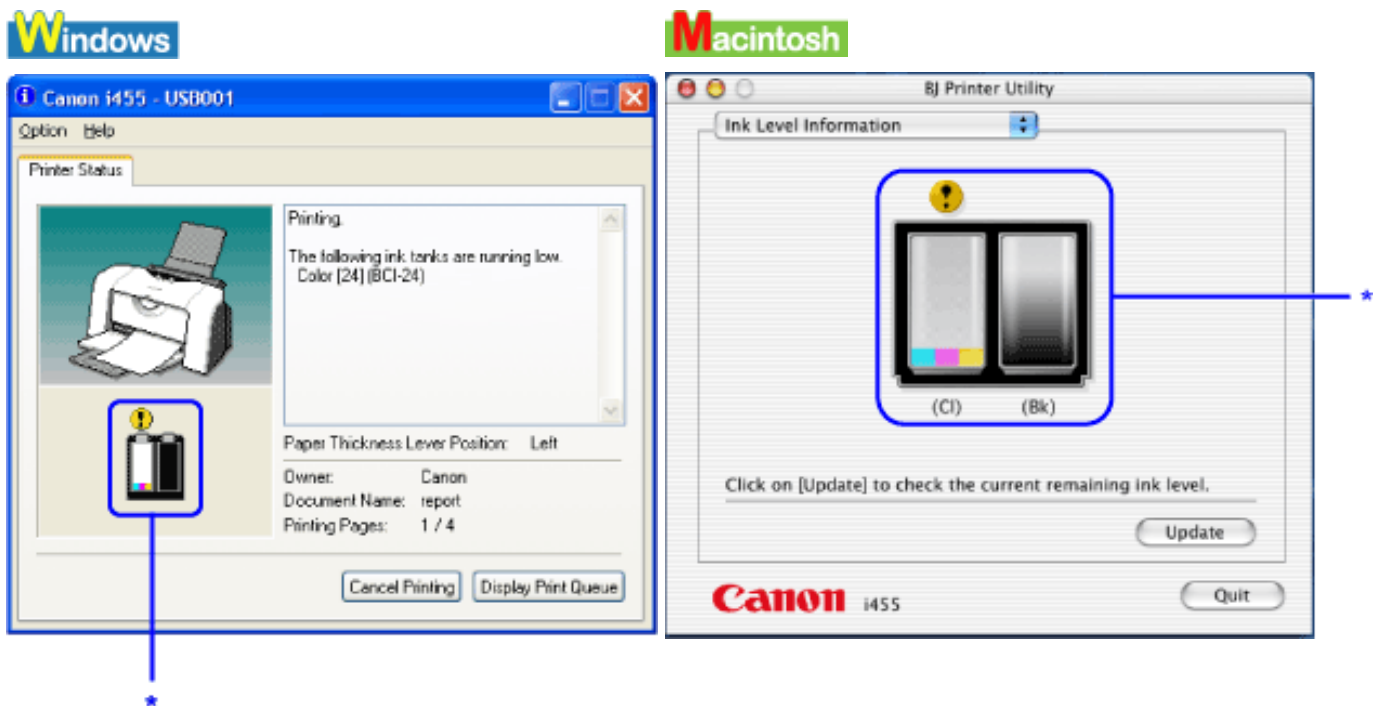 Windows
Macintosh
Canon i455 - USB001
Option Help
Printer Status
Printing.
The following ink tanks are running low.
Color [24] (BCI-24)
Paper Thickness Lever Position: Left
Owner: Canon
Document Name: report
Printing Pages: 1 / 4
Cancel Printing Display Print Queue
*
BJ Printer Utility
Ink Level Information
(Cl) (Bk)
*
Click on [Update] to check the current remaining ink level.
Update
Canon i455
Quit